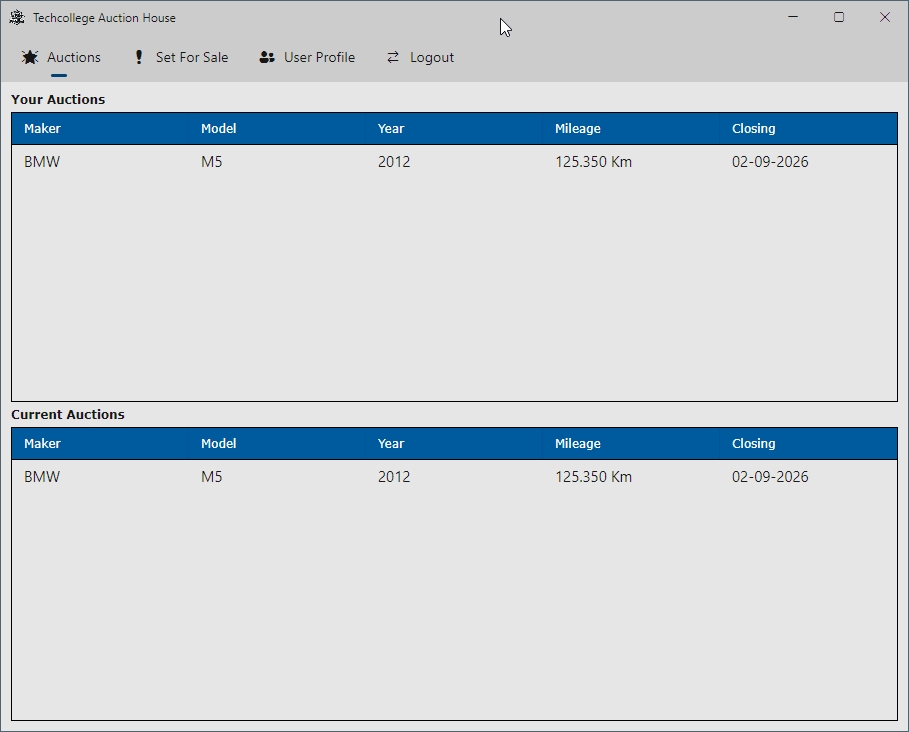 Techcollege Auction House
Auctions Set For Sale User Profile Logout
Your Auctions
Maker Model Year Mileage Closing
BMW M5 2012 125.350 Km 02-09-2026
Current Auctions
Maker Model Year Mileage Closing
BMW M5 2012 125.350 Km 02-09-2026